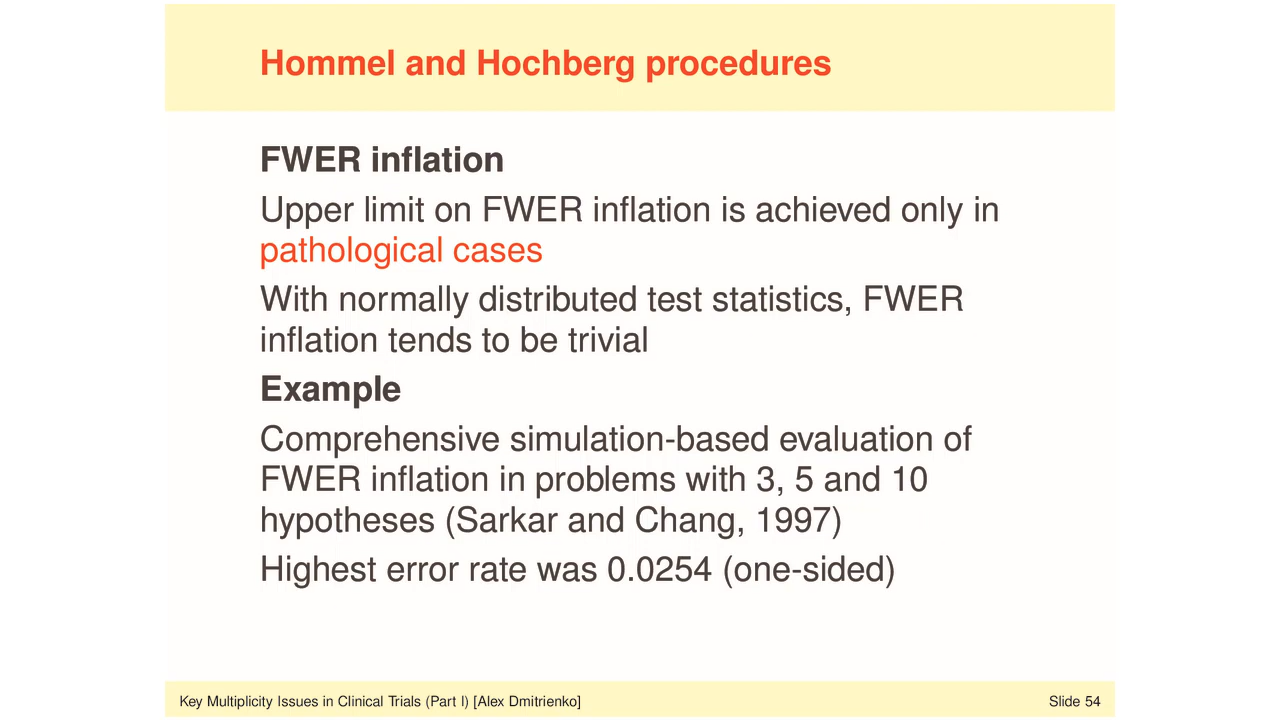 Hommel and Hochberg procedures
FWER inflation
Upper limit on FWER inflation is achieved only in
pathological cases
With normally distributed test statistics, FWER
inflation tends to be trivial
Example
Comprehensive simulation-based evaluation of
FWER inflation in problems with 3, 5 and 10
hypotheses (Sarkar and Chang, 1997)
Highest error rate was 0.0254 (one-sided)
Key Multiplicity Issues in Clinical Trials (Part I) [Alex Dmitrienko]
Slide 54